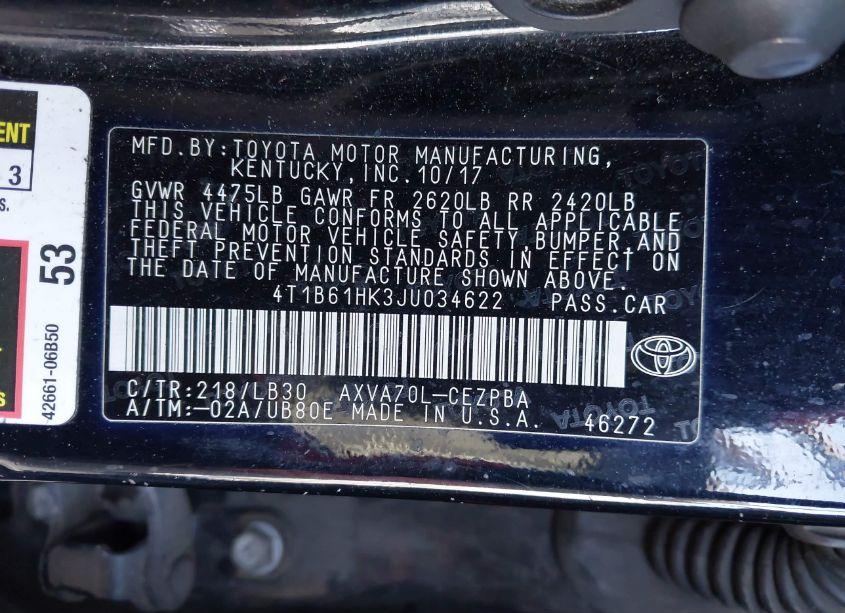 ENT
3
S.
53
42661-06B50
MFD.BY:TOYOTA MOTOR MANUFACTURING,
KENTUCKY,INC.10/17
GVWR 4475LB GAWR FR 2620LB RR 2420LB
THIS VEHICLE CONFORMS TO ALL APPLICABLE
FEDERAL MOTOR VEHICLE SAFETY,BUMPER,AND
THEFT PREVENTION STANDARDS IN EFFECT ON
THE DATE OF MANUFACTURE SHOWN ABOVE.
4T1B61HK3JU034622 PASS.CAR
C/TR:218/LB30 AXVA70L-CEZPBA
A/TM:-02A/UB80E MADE IN U.S.A. 46272